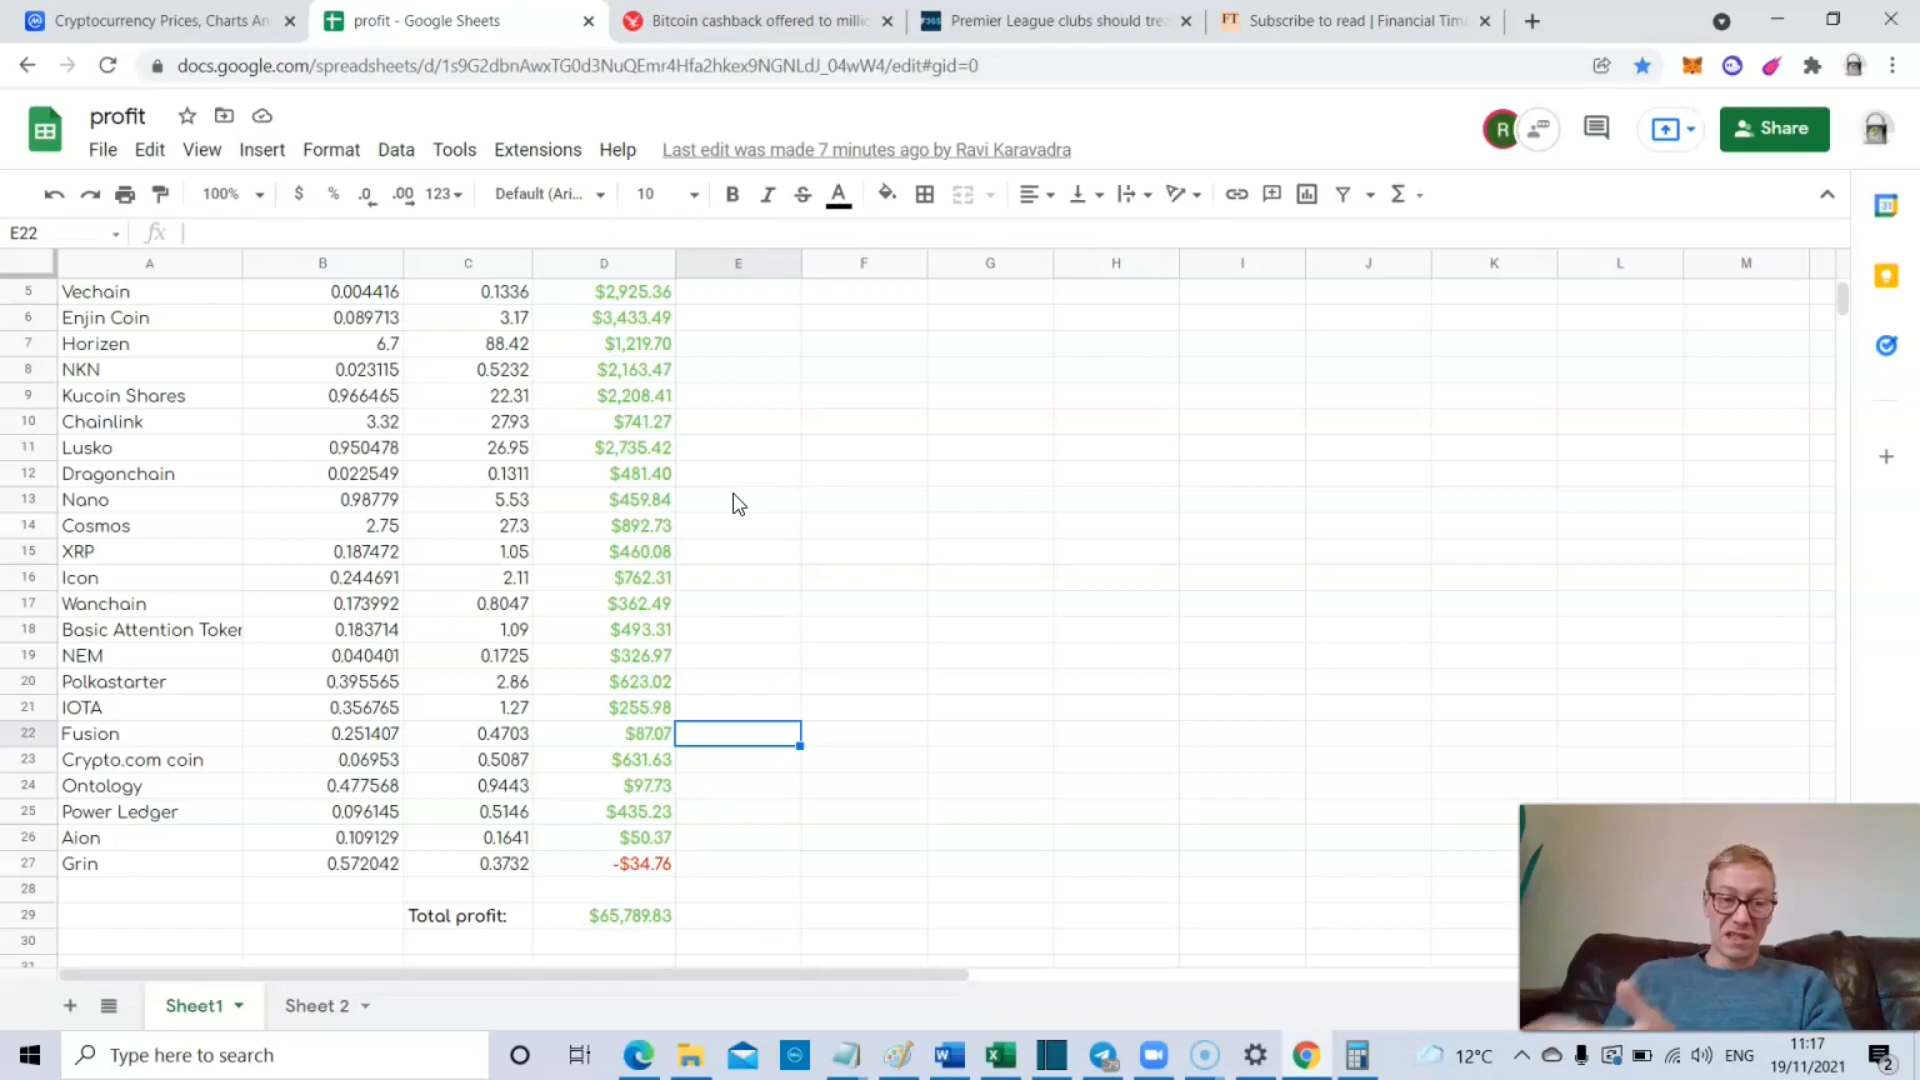 Cryptocurrency Prices, Charts An
profit - Google Sheets
Bitcoin cashback offered to millio
F365
Premier League clubs should trea
FT
Subscribe to read | Financial Tim
docs.google.com/spreadsheets/d/1s9G2dbnAwxTG0d3NuQEmr4Hfa2hkex9NGNLdJ_04wW4/edit#gid=0
profit
File Edit View Insert Format Data Tools Extensions Help Last edit was made 7 minutes ago by Ravi Karavadra
R
Share
100% $ % .0 .00 123 Default (Ari... 10 B I S A
31
E22 fx
A B C D E F G H I J K L M
5 Vechain 0.004416 0.1336 $2,925.36
6 Enjin Coin 0.089713 3.17 $3,433.49
7 Horizen 6.7 88.42 $1,219.70
8 NKN 0.023115 0.5232 $2,163.47
9 Kucoin Shares 0.966465 22.31 $2,208.41
10 Chainlink 3.32 27.93 $741.27
11 Lusko 0.950478 26.95 $2,735.42
12 Dragonchain 0.022549 0.1311 $481.40
13 Nano 0.98779 5.53 $459.84
14 Cosmos 2.75 27.3 $892.73
15 XRP 0.187472 1.05 $460.08
16 Icon 0.244691 2.11 $762.31
17 Wanchain 0.173992 0.8047 $362.49
18 Basic Attention Token 0.183714 1.09 $493.31
19 NEM 0.040401 0.1725 $326.97
20 Polkastarter 0.395565 2.86 $623.02
21 IOTA 0.356765 1.27 $255.98
22 Fusion 0.251407 0.4703 $87.07
23 Crypto.com coin 0.06953 0.5087 $631.63
24 Ontology 0.477568 0.9443 $97.73
25 Power Ledger 0.096145 0.5146 $435.23
26 Aion 0.109129 0.1641 $50.37
27 Grin 0.572042 0.3732 -$34.76
28
29 Total profit: $65,789.83
30
31
Sheet1 Sheet 2
Type here to search
12°C
ENG
11:17
19/11/2021
2